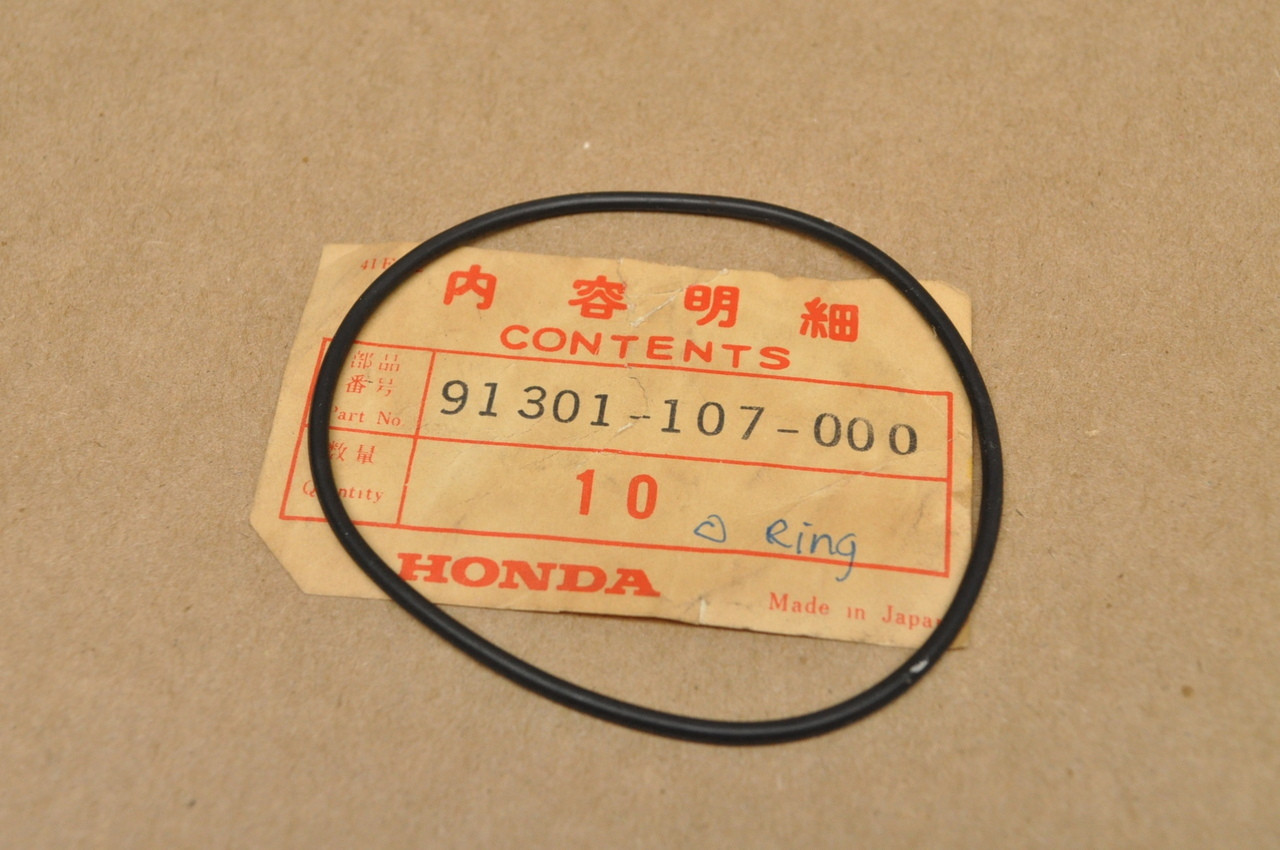 内容明細
CONTENTS
部品
番号
Part No.
91301-107-000
数量
Quantity
10
O Ring
HONDA
Made in Japan